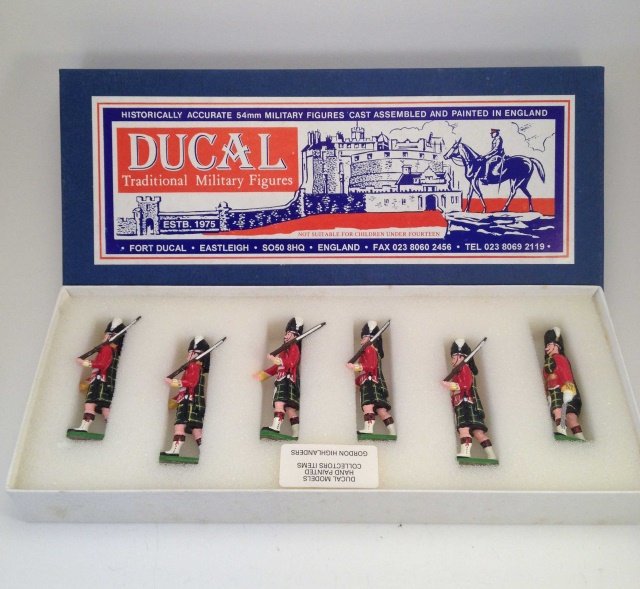 HISTORICALLY ACCURATE 54mm MILITARY FIGURES CAST ASSEMBLED AND PAINTED IN ENGLAND
DUCAL
Traditional Military Figures
ESTB. 1975
NOT SUITABLE FOR CHILDREN UNDER FOURTEEN
• FORT DUCAL • EASTLEIGH • SO50 8HQ • ENGLAND • FAX 023 8060 2456 • TEL 023 8069 2119 •
DUCAL MODELS
HAND PAINTED
COLLECTORS ITEMS
GORDON HIGHLANDERS